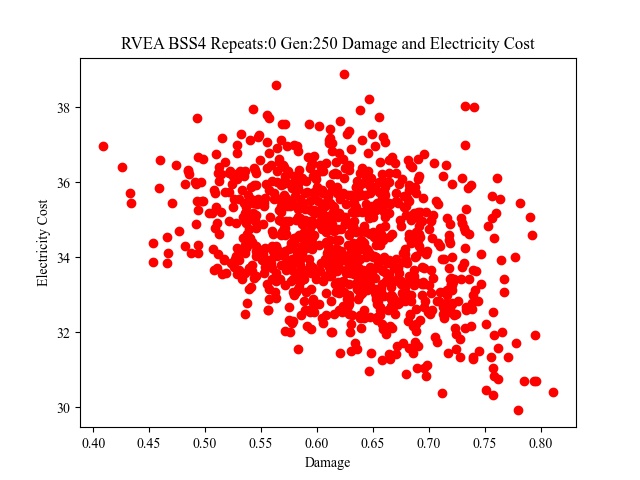 RVEA BSS4 Repeats:0 Gen:250 Damage and Electricity Cost
38
36
34
32
30
Electricity Cost
0.40 0.45 0.50 0.55 0.60 0.65 0.70 0.75 0.80
Damage